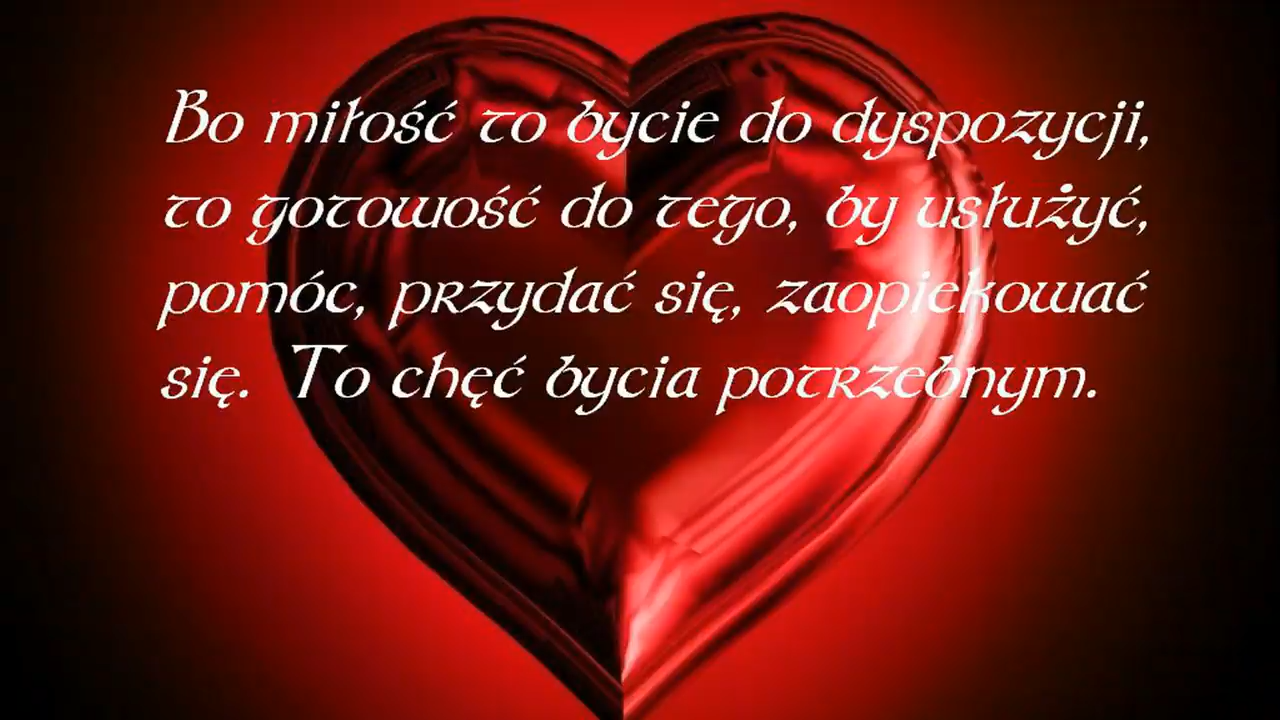 Bo miłość to bycie do dyspozycji,
to gotowość do tego, by usłużyć,
pomóc, przydać się, zaopiekować
się. To chęć bycia potrzebnym.